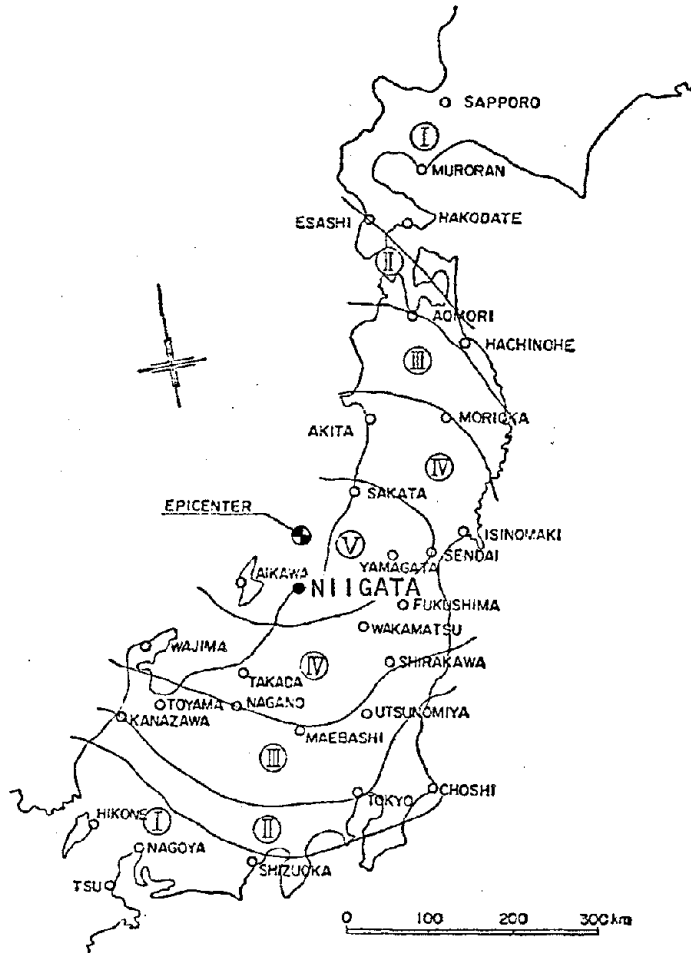 SAPPORO
I
MURORAN
ESASHI
HAKODATE
II
AOMORI
HACHINOHE
III
AKITA
MORIOKA
IV
SAKATA
EPICENTER
ISINOMAKI
V
YAMAGATA
SENDAI
AIKAWA
NIIGATA
FUKUSHIMA
WAKAMATSU
WAJIMA
IV
SHIRAKAWA
TAKADA
TOYAMA
NAGANO
UTSUNOMIYA
KANAZAWA
MAEBASHI
III
TOKYO
CHOSHI
HIKONE
I
II
NAGOYA
SHIZUOKA
TSU
0 100 200 300 km